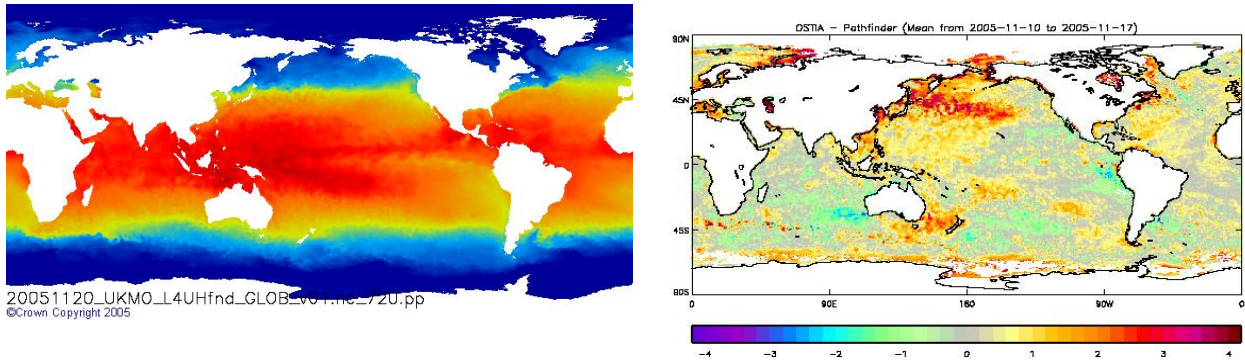 20051120_UKMO_L4UHfnd_GLOB_v01.nc_72U.pp
©Crown Copyright 2005
OSTIA - Pathfinder (Mean from 2005-11-10 to 2005-11-17)
90N
45N
0
45S
90S
0 90E 180 90W 0
-4 -3 -2 -1 0 1 2 3 4